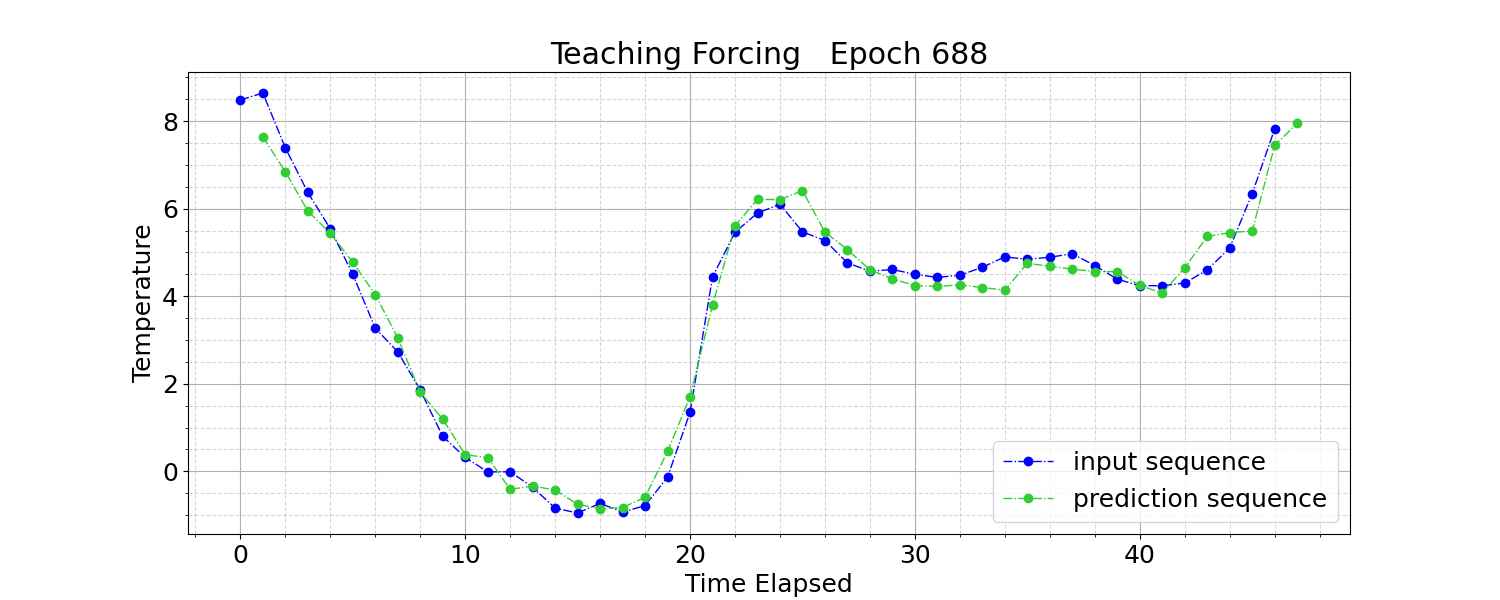 Teaching Forcing   Epoch 688
8
6
4
2
0
Temperature
0
10
20
30
40
Time Elapsed
input sequence
prediction sequence